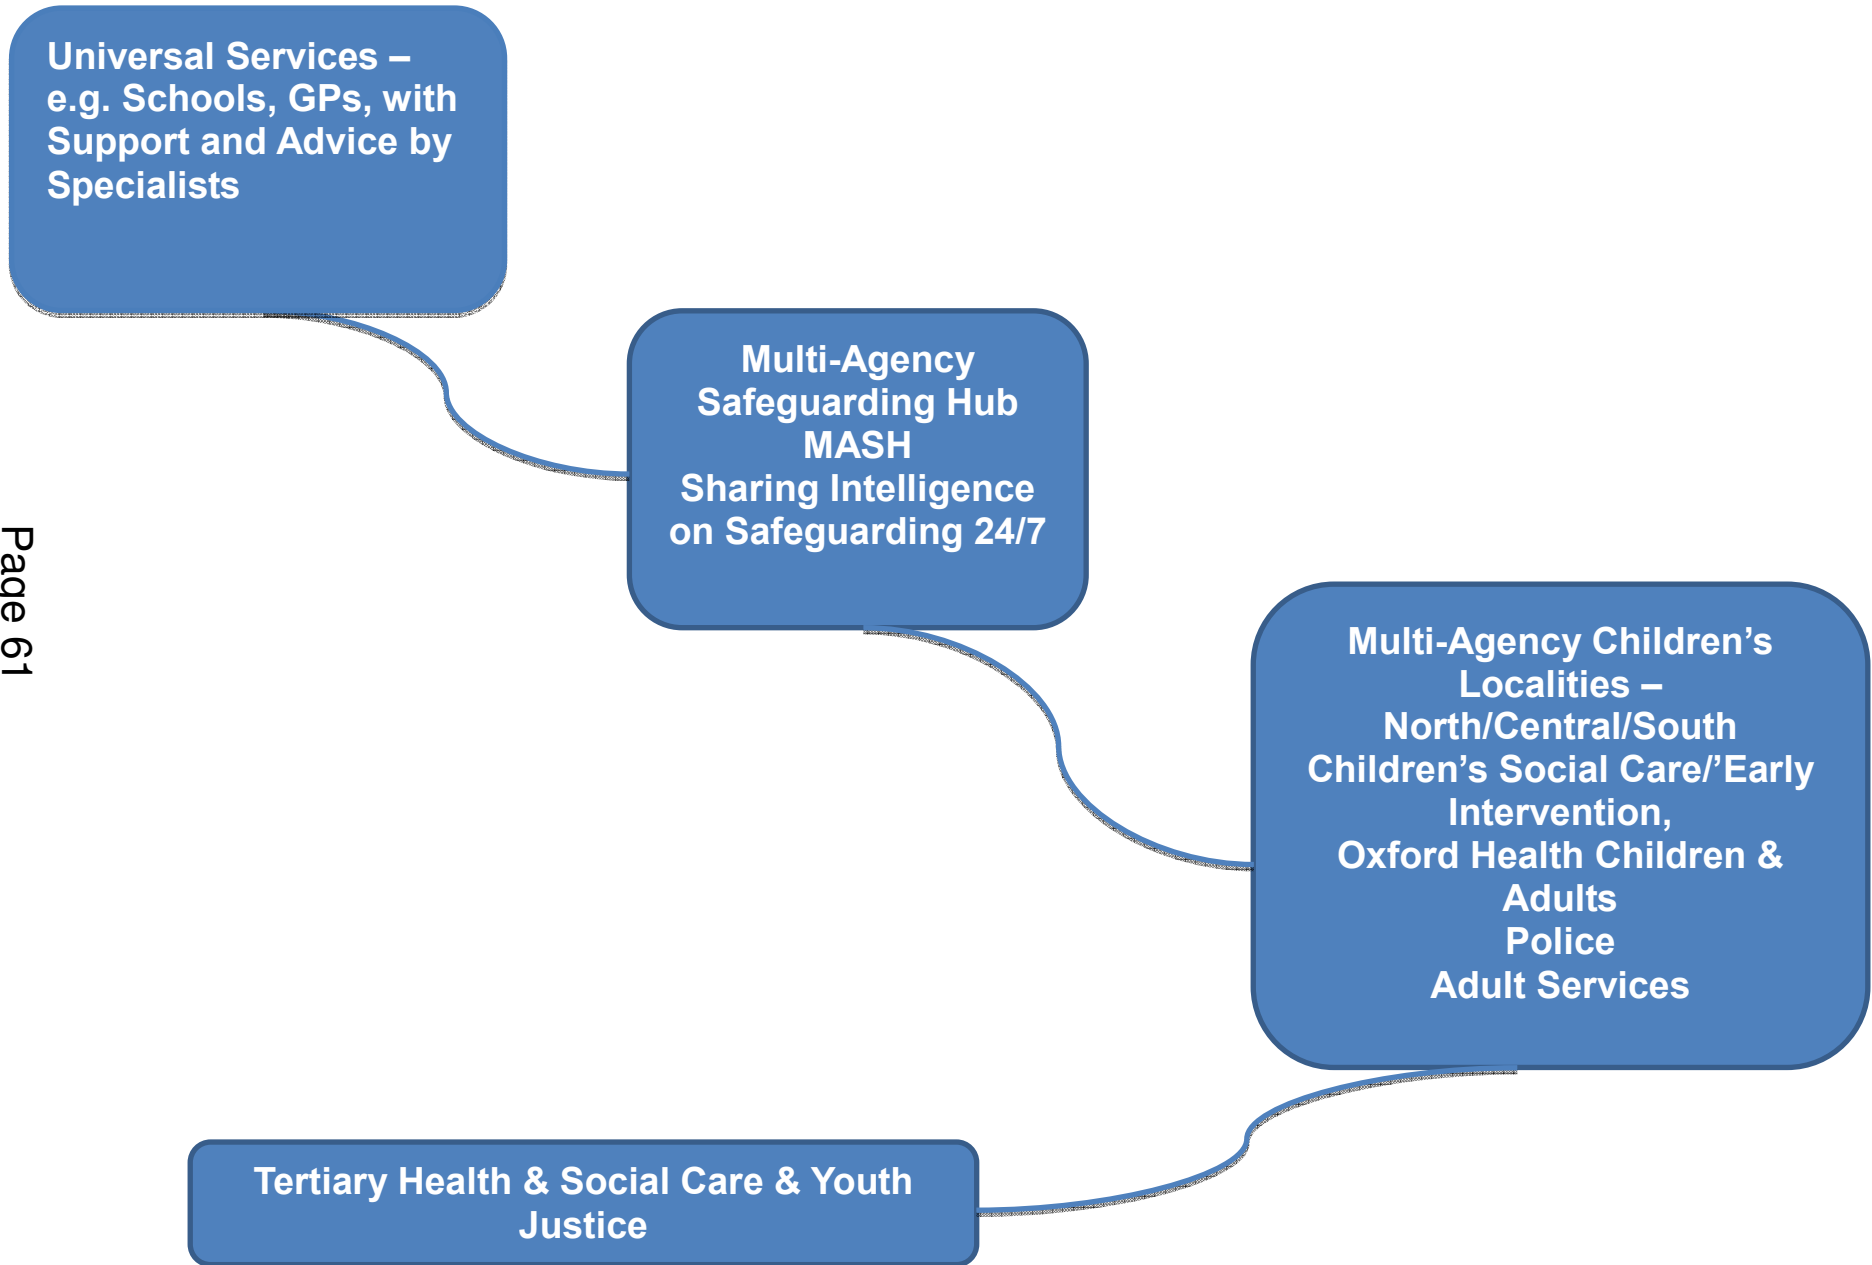 Universal Services –
e.g. Schools, GPs, with
Support and Advice by
Specialists
Multi-Agency
Safeguarding Hub
MASH
Sharing Intelligence
on Safeguarding 24/7
Multi-Agency Children’s
Localities –
North/Central/South
Children’s Social Care/’Early
Intervention,
Oxford Health Children &
Adults
Police
Adult Services
Tertiary Health & Social Care & Youth
Justice
Page 61